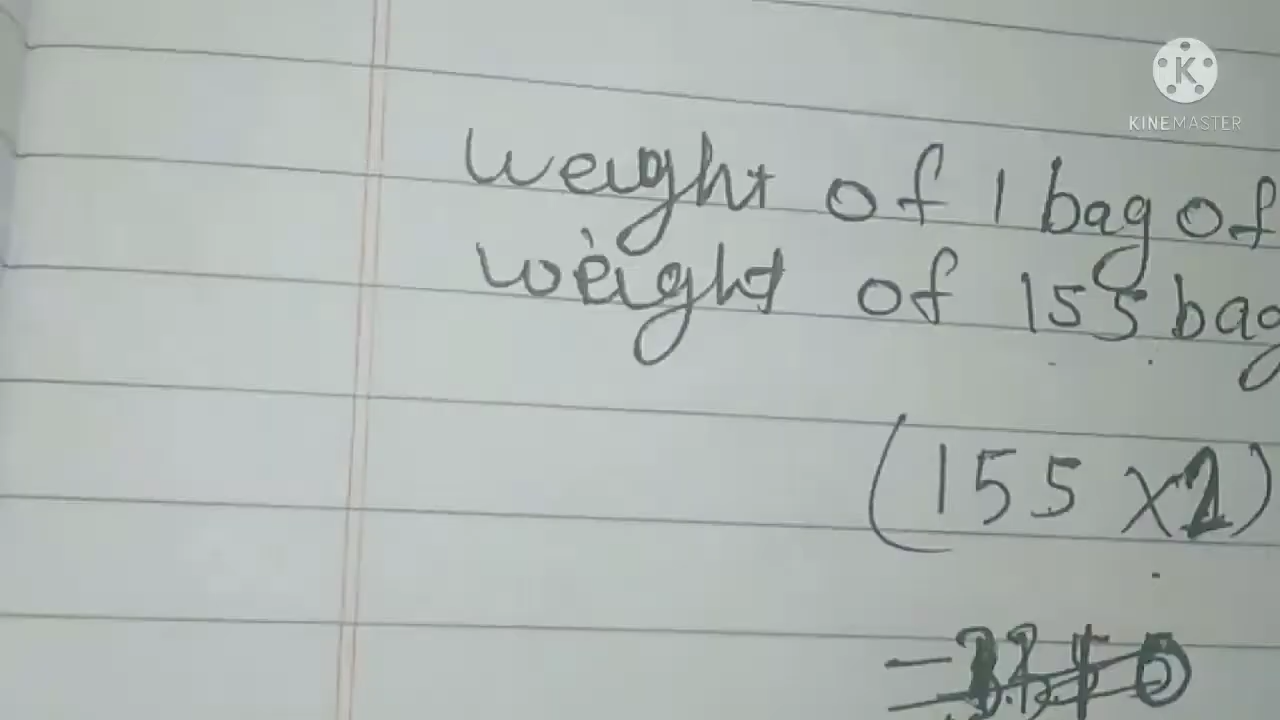 K
KINEMASTER
weight of 1 bag of
weight of 155 bag
(155 x 2)
=